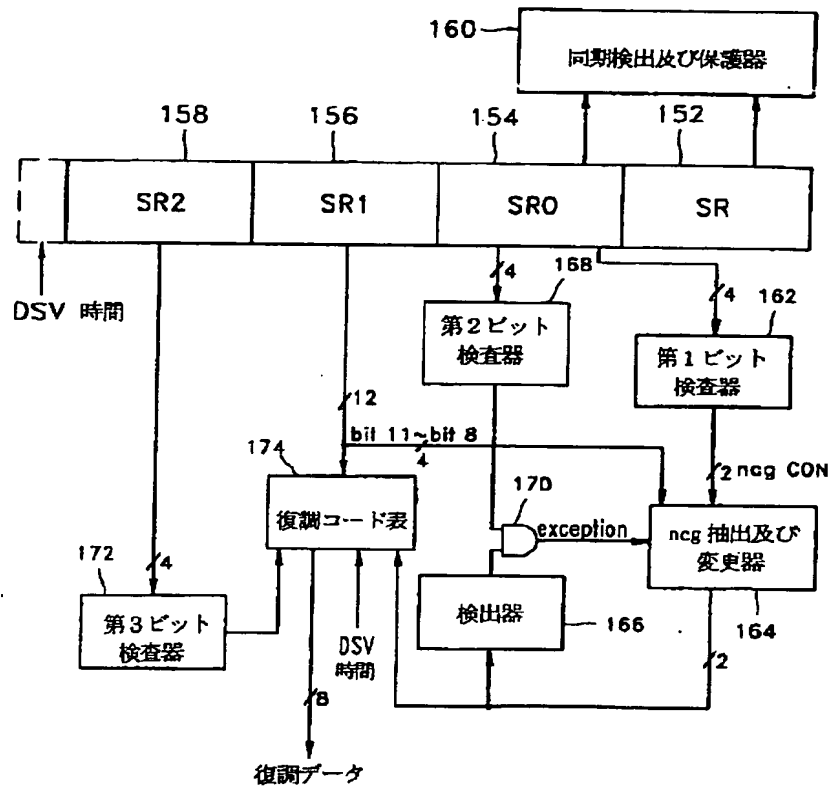 160
同期検出及び保護器
158
156
154
152
SR2
SR1
SR0
SR
DSV 時間
4
168
第2ビット
検査器
4
162
第1ビット
検査器
12
bit 11~bit 8
4
2
ncg CON
174
復調コード表
170
exception
ncg 抽出及び
変更器
164
172
4
第3ビット
検査器
検出器
166
DSV
時間
2
8
復調データ